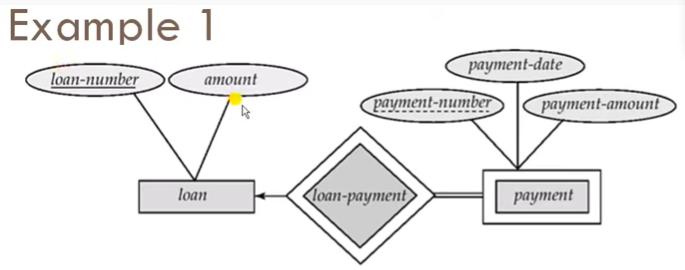 Example 1
payment-date
loan-number
amount
payment-number
payment-amount
loan
loan-payment
payment